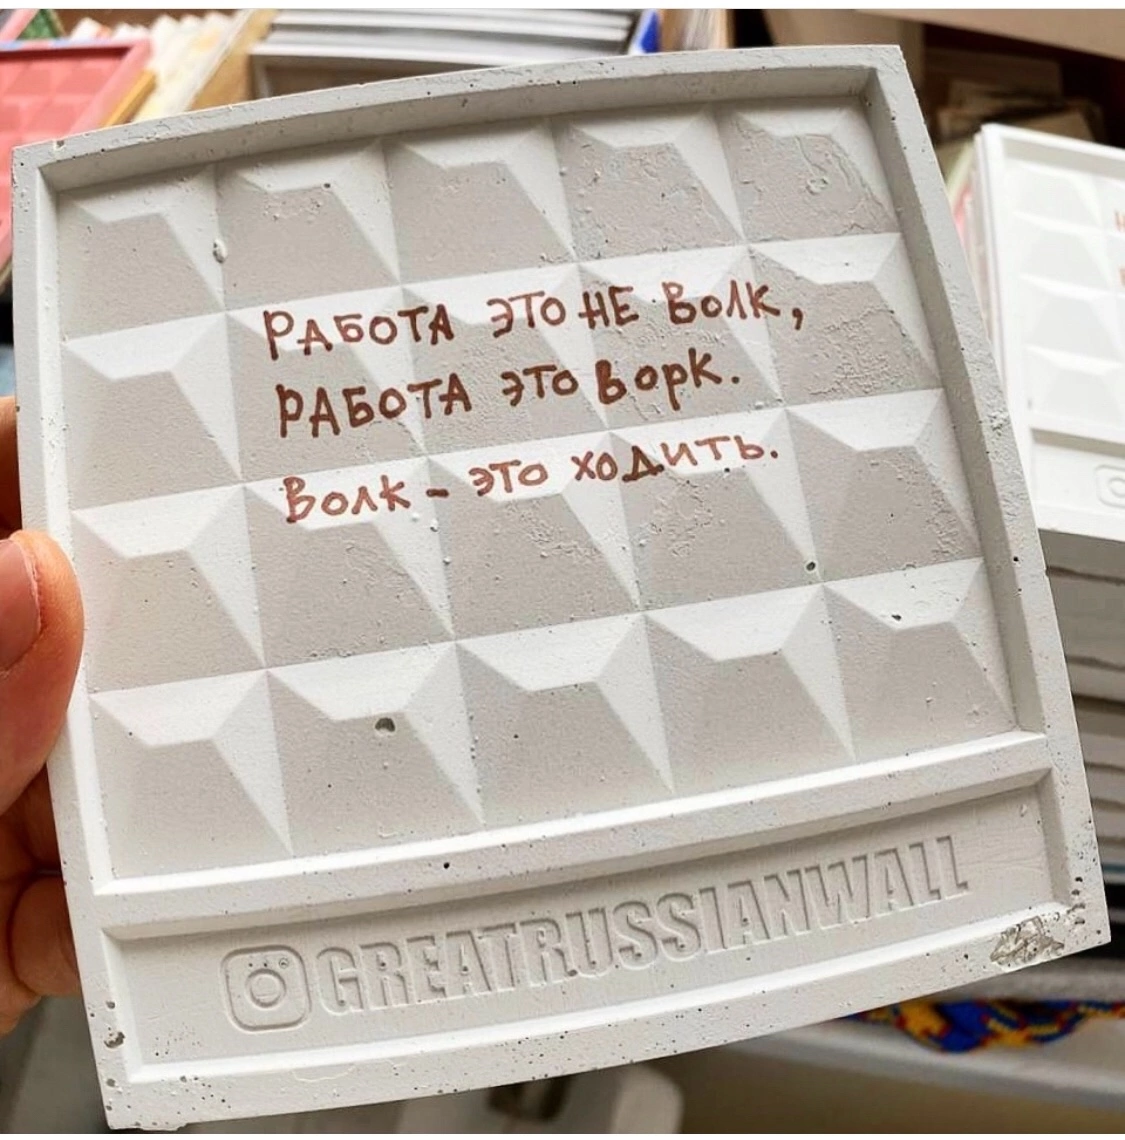 РАБОТА ЭТО НЕ ВОЛК,
РАБОТА ЭТО ВОРК.
ВОЛК - ЭТО ХОДИТЬ.
GREATRUSSIANWALL